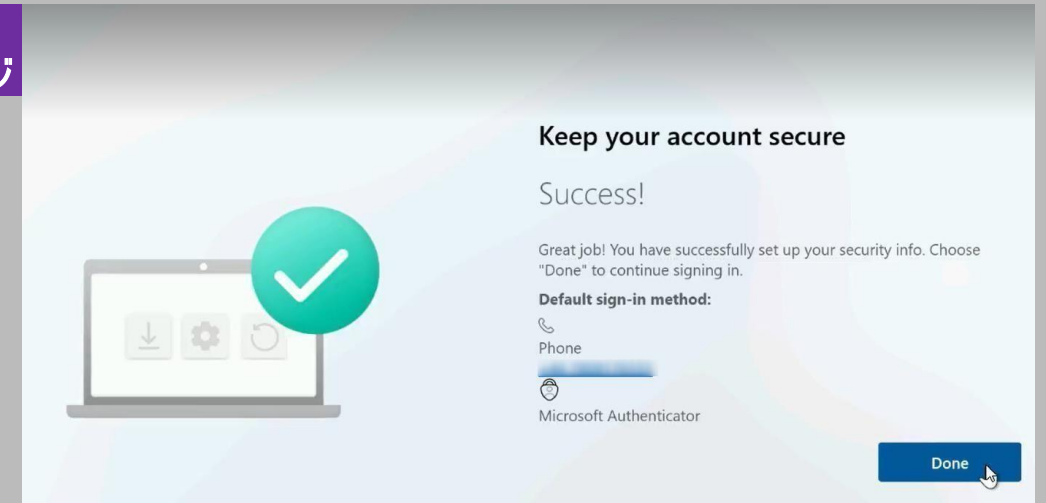 ジ
Keep your account secure
Success!
Great job! You have successfully set up your security info. Choose
"Done" to continue signing in.
Default sign-in method:
Phone
Microsoft Authenticator
Done